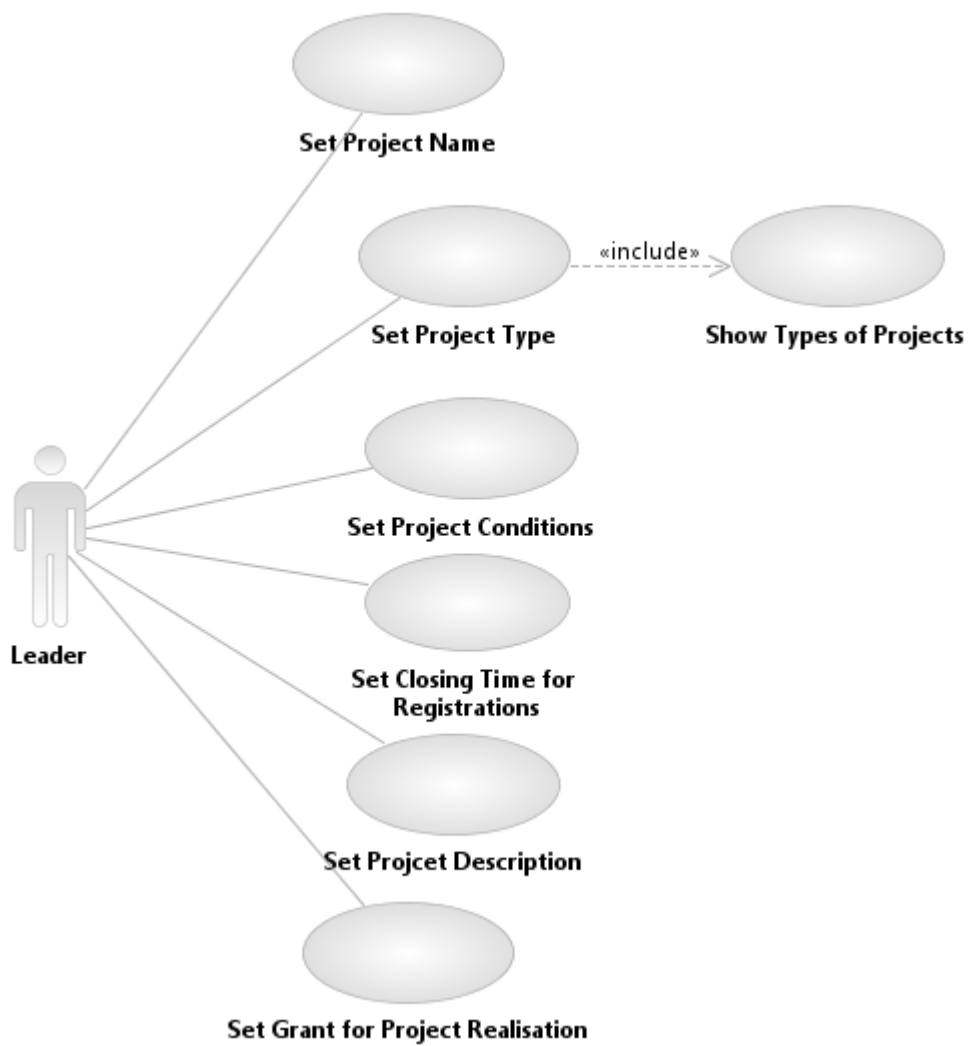 Set Project Name
«include»
Set Project Type
Show Types of Projects
Set Project Conditions
Leader
Set Closing Time for
Registrations
Set Projcet Description
Set Grant for Project Realisation